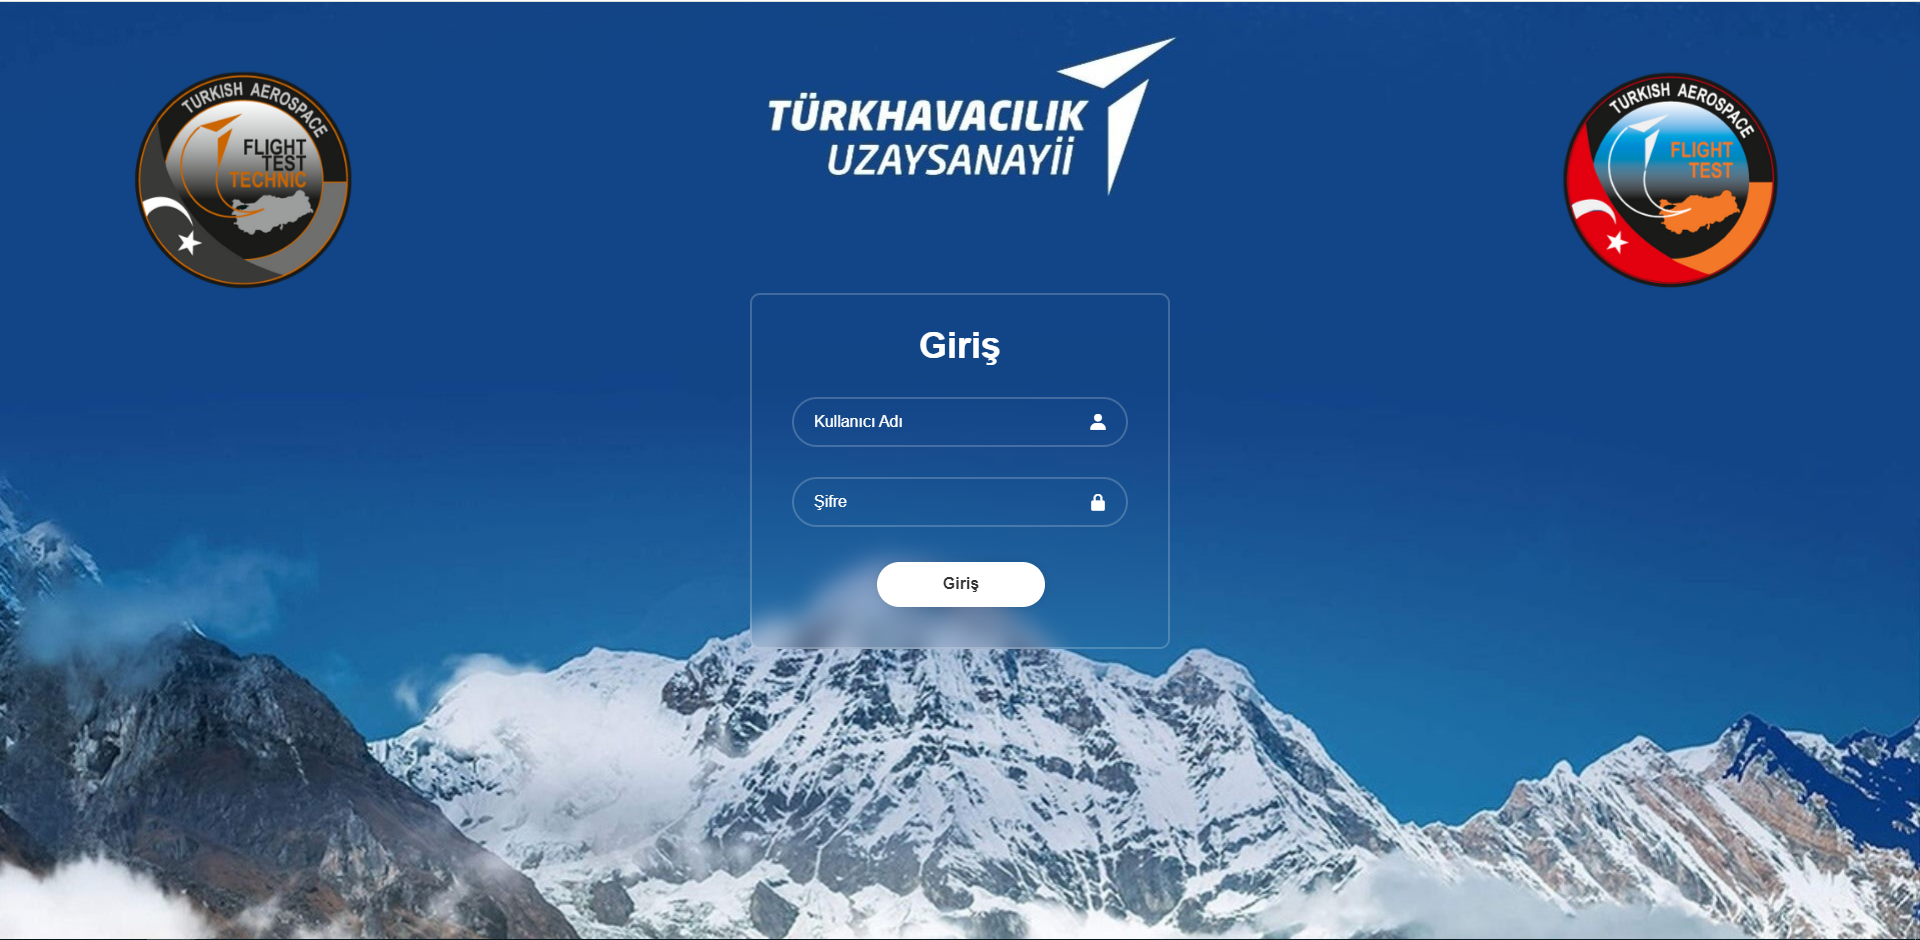 TURKISH AEROSPACE
FLIGHT
TEST
TECHNIC
TÜRKHAVACILIK
UZAYSANAYİİ
TURKISH AEROSPACE
FLIGHT
TEST
Giriş
Kullanıcı Adı
Şifre
Giriş